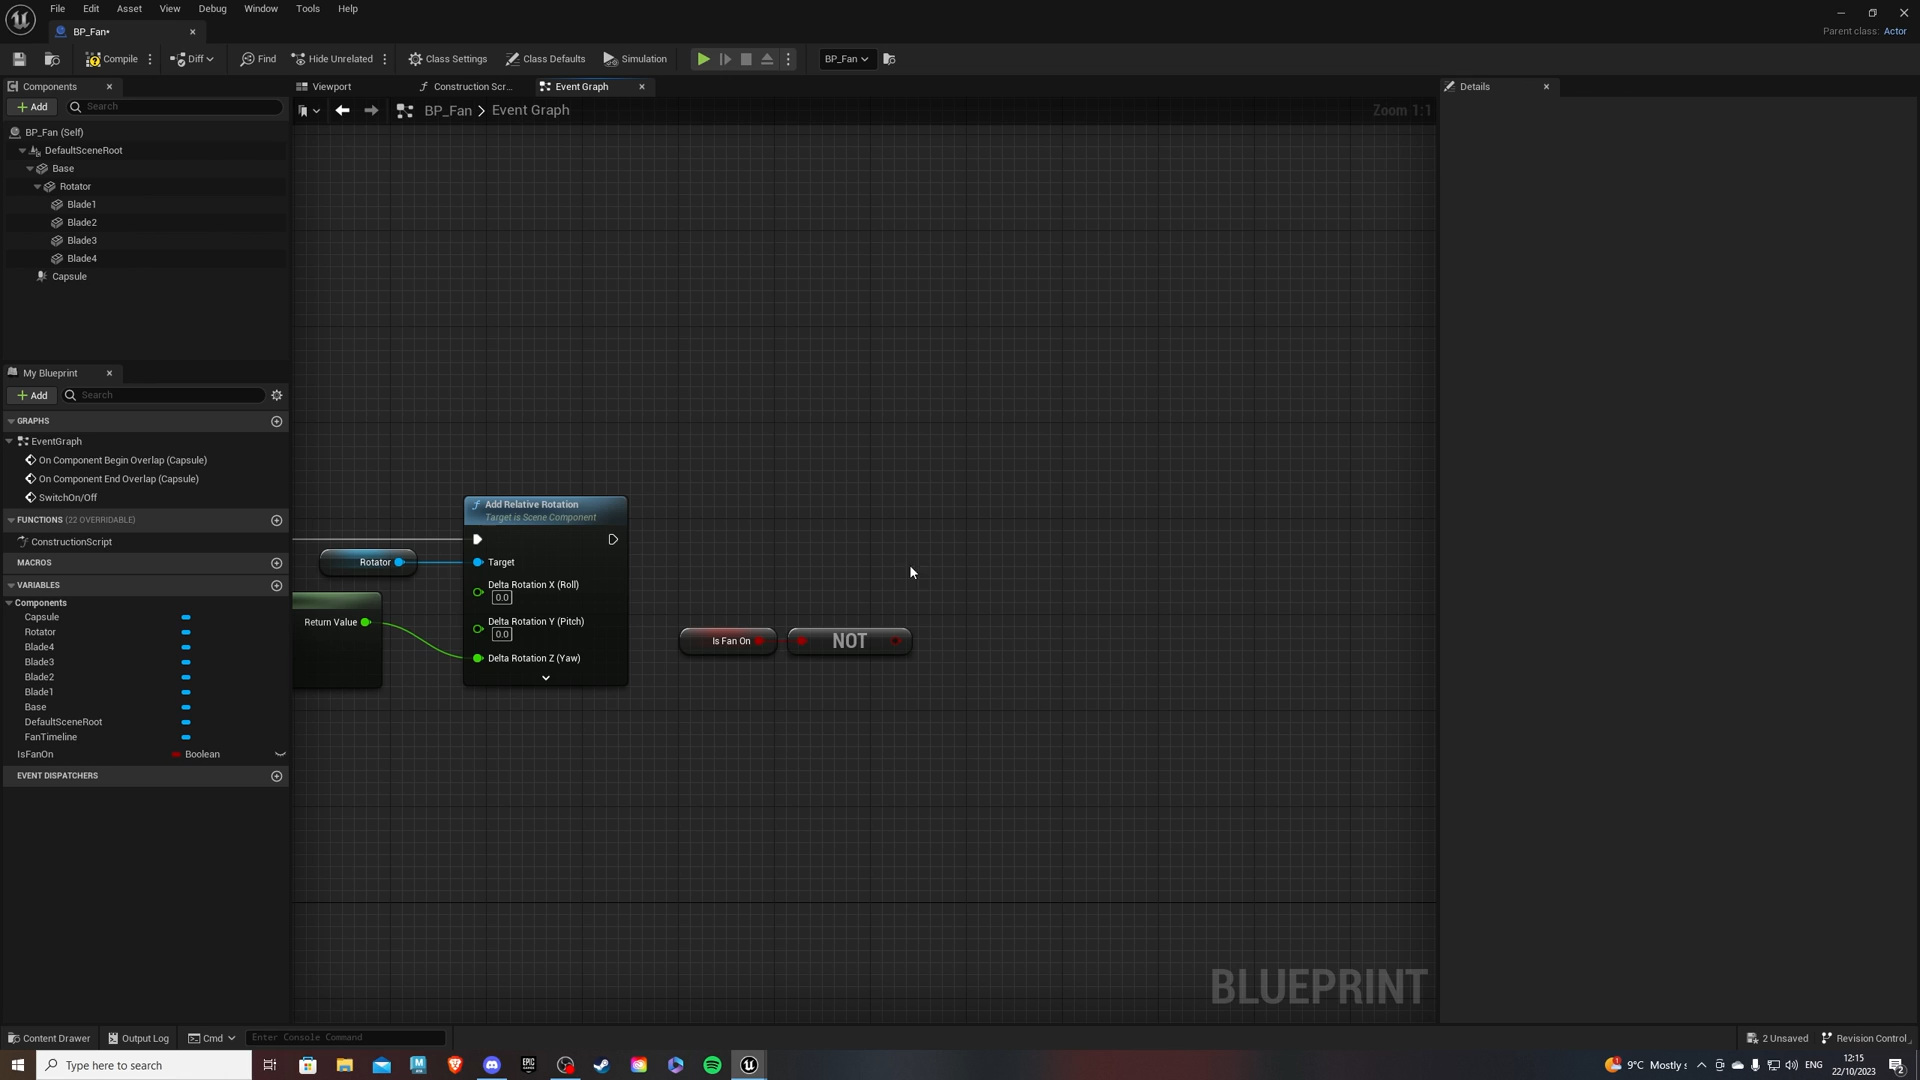 File Edit Asset View Debug Window Tools Help
BP_Fan•
Parent class: Actor
Compile Diff Find Hide Unrelated Class Settings Class Defaults Simulation BP_Fan
Components
Viewport Construction Scr... Event Graph
Details
Add Search
BP_Fan > Event Graph
Zoom 1:1
BP_Fan (Self)
DefaultSceneRoot
Base
Rotator
Blade1
Blade2
Blade3
Blade4
Capsule
My Blueprint
Add Search
GRAPHS
EventGraph
On Component Begin Overlap (Capsule)
On Component End Overlap (Capsule)
SwitchOn/Off
FUNCTIONS (22 OVERRIDABLE)
ConstructionScript
MACROS
VARIABLES
Components
Capsule
Rotator
Blade4
Blade3
Blade2
Blade1
Base
DefaultSceneRoot
FanTimeline
IsFanOn Boolean
EVENT DISPATCHERS
Add Relative Rotation
Target is Scene Component
Rotator
Target
Delta Rotation X (Roll)
0.0
Return Value
Delta Rotation Y (Pitch)
0.0
Delta Rotation Z (Yaw)
Is Fan On
NOT
BLUEPRINT
Content Drawer Output Log Cmd Enter Console Command
2 Unsaved Revision Control
Type here to search
9°C Mostly s
ENG
12:15
22/10/2023